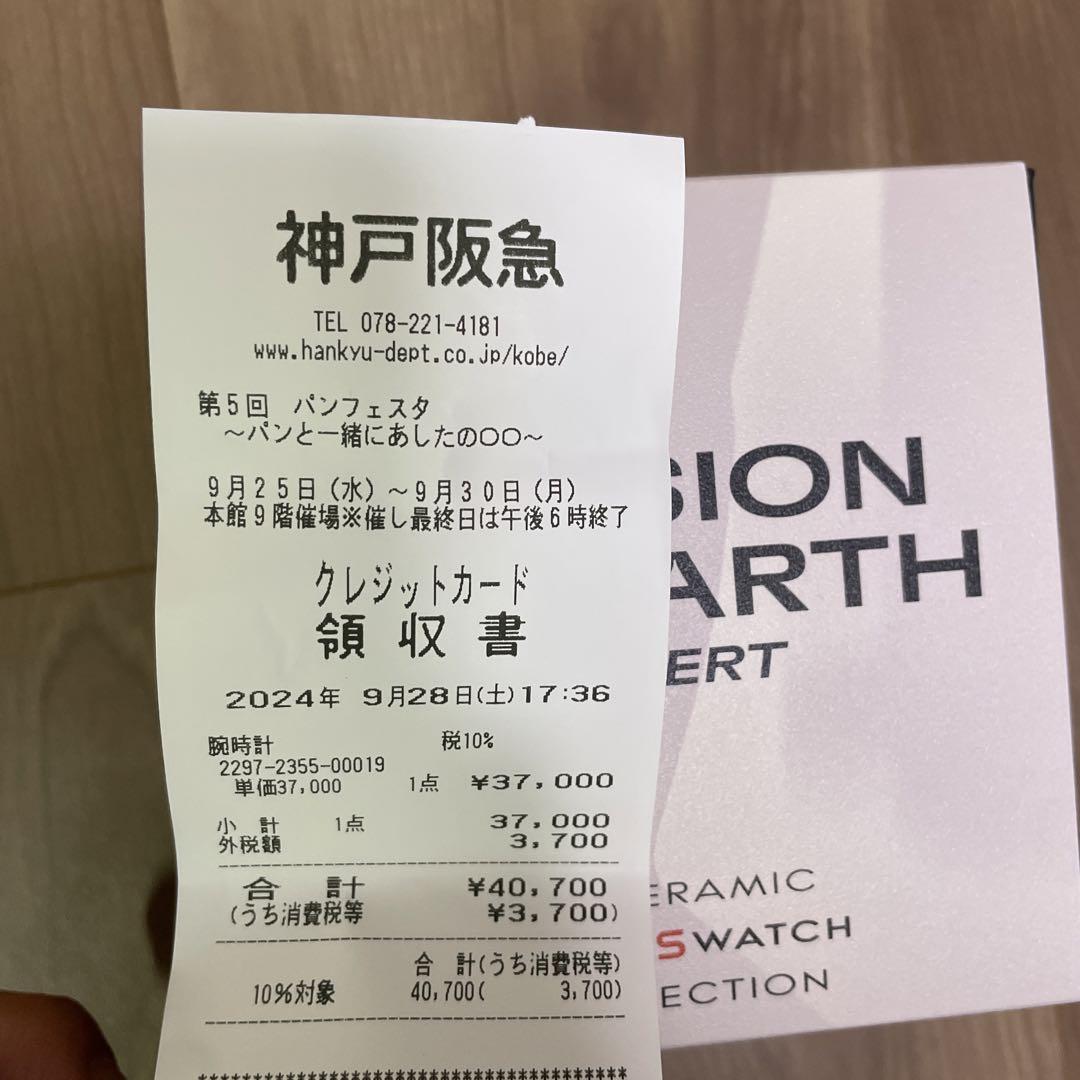 神戸阪急
TEL 078-221-4181
www.hankyu-dept.co.jp/kobe/
第5回 パンフェスタ
～パンと一緒にあしたの〇〇～
9月25日(水)～9月30日(月)
本館9階催場※催し最終日は午後6時終了
クレジットカード
領収書
2024年 9月28日(土)17:36
腕時計 税10%
2297-2355-00019
単価37,000 1点 ¥37,000
小 計 1点 37,000
外税額 3,700
合 計 ¥40,700
(うち消費税等 ¥3,700)
合 計(うち消費税等)
10%対象 40,700( 3,700)
**************************************
SION
ARTH
ERT
ERAMIC
SWATCH
ECTION